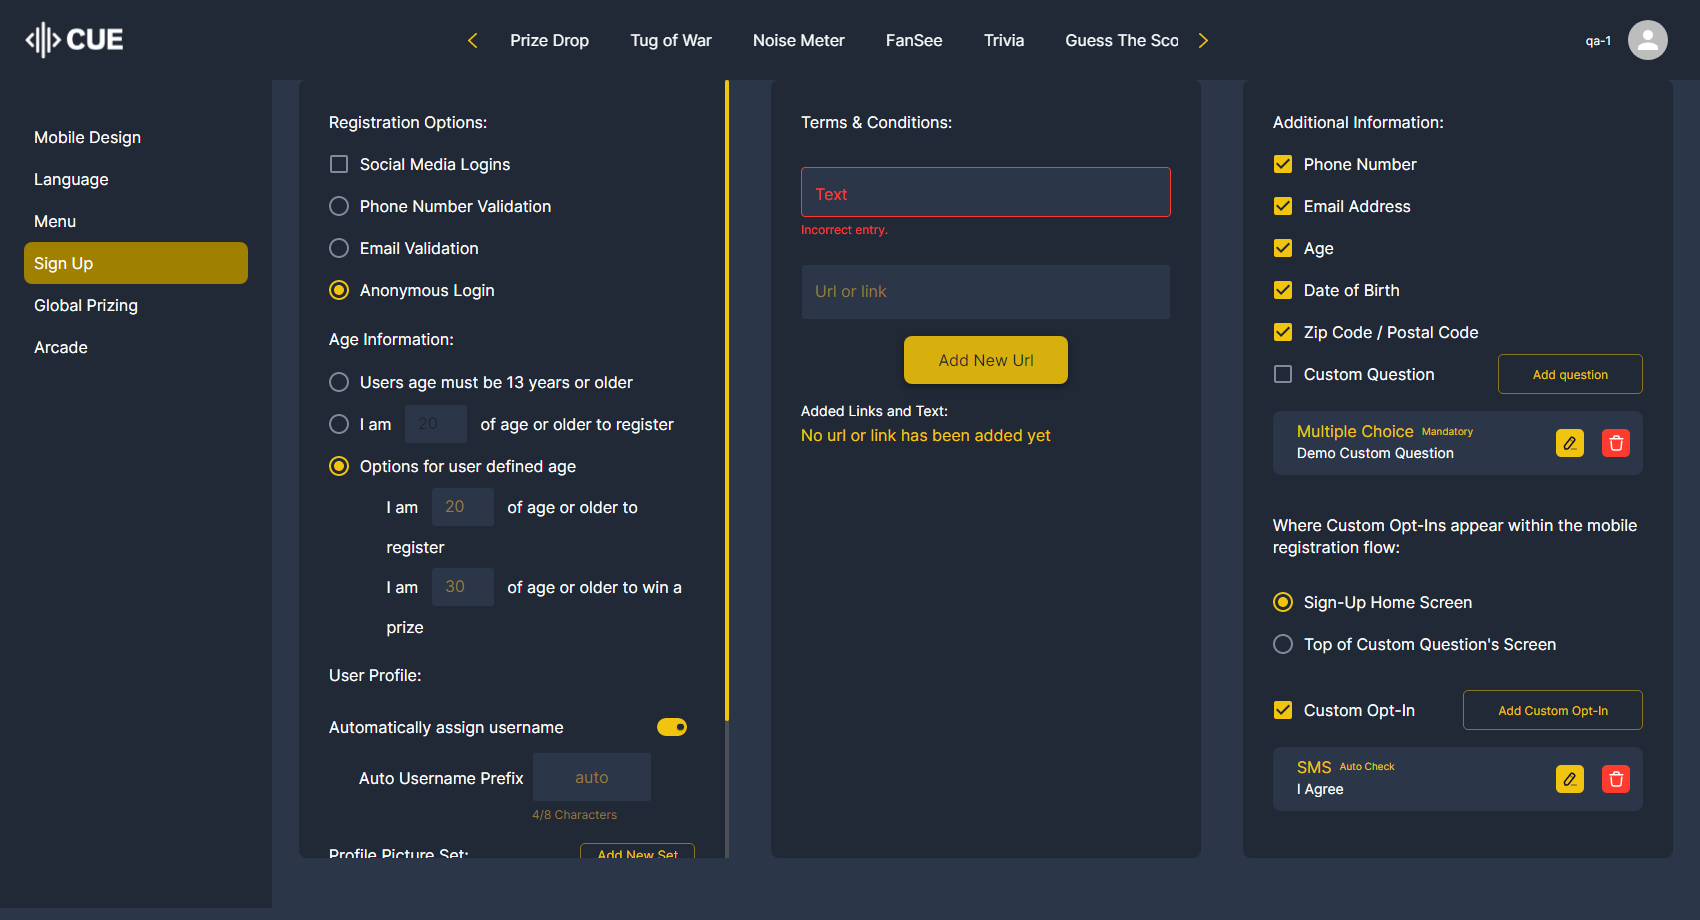 CUE
Prize Drop
Tug of War
Noise Meter
FanSee
Trivia
Guess The Sco
qa-1
Mobile Design
Language
Menu
Sign Up
Global Prizing
Arcade
Registration Options:
Social Media Logins
Phone Number Validation
Email Validation
Anonymous Login
Age Information:
Users age must be 13 years or older
I am 20 of age or older to register
Options for user defined age
I am 20 of age or older to
register
I am 30 of age or older to win a
prize
User Profile:
Automatically assign username
Auto Username Prefix auto
4/8 Characters
Profile Picture Set: Add New Set
Terms & Conditions:
Text
Incorrect entry.
Url or link
Add New Url
Added Links and Text:
No url or link has been added yet
Additional Information:
Phone Number
Email Address
Age
Date of Birth
Zip Code / Postal Code
Custom Question Add question
Multiple Choice Mandatory
Demo Custom Question
Where Custom Opt-Ins appear within the mobile
registration flow:
Sign-Up Home Screen
Top of Custom Question's Screen
Custom Opt-In Add Custom Opt-In
SMS Auto Check
I Agree